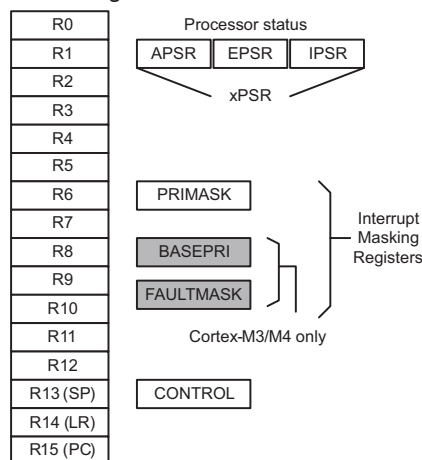 R0
R1
R2
R3
R4
R5
R6
R7
R8
R9
R10
R11
R12
R13 (SP)
R14 (LR)
R15 (PC)
Processor status
APSR
EPSR
IPSR
xPSR
PRIMASK
BASEPRI
FAULTMASK
Interrupt
Masking
Registers
Cortex-M3/M4 only
CONTROL